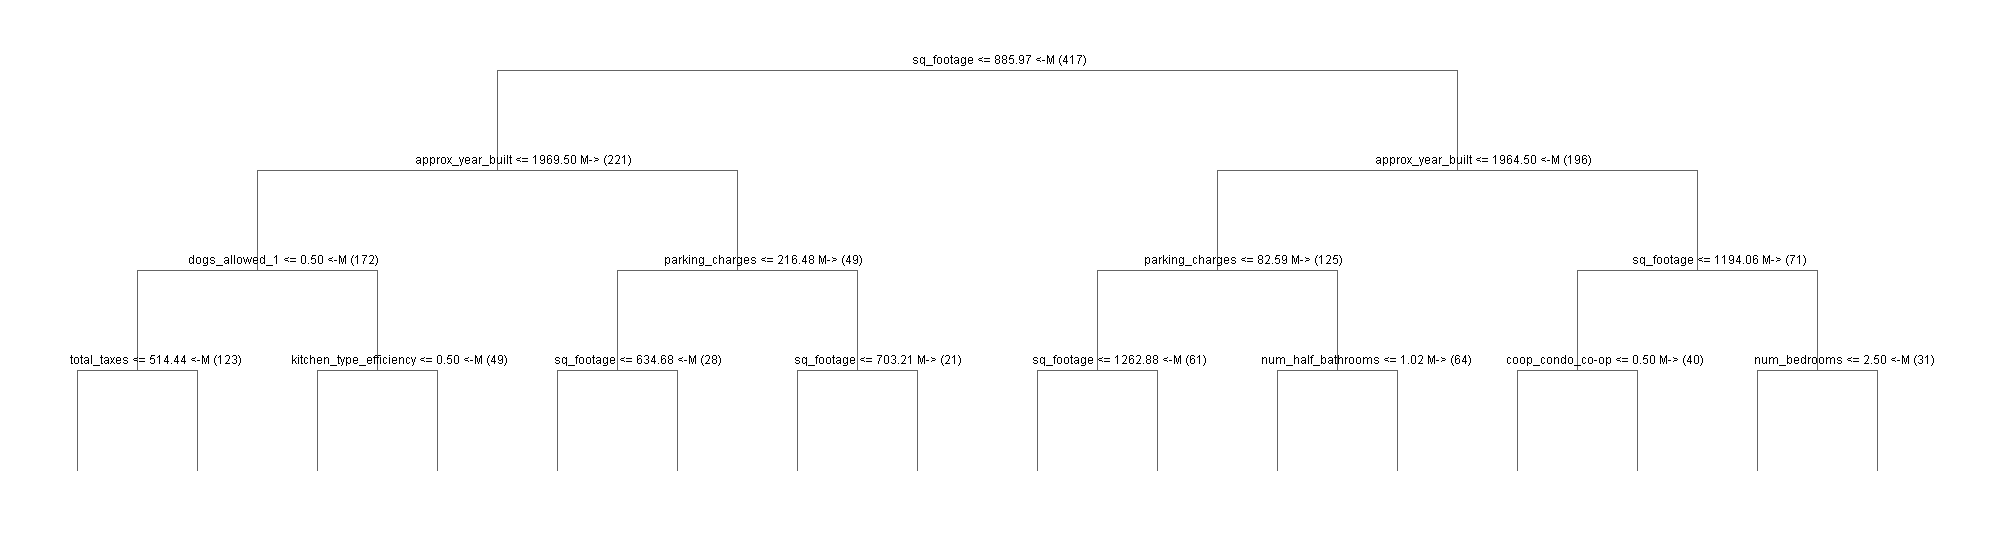 sq_footage <= 885.97 <-M (417)
approx_year_built <= 1969.50 M-> (221)
approx_year_built <= 1964.50 <-M (196)
dogs_allowed_1 <= 0.50 <-M (172)
parking_charges <= 216.48 M-> (49)
parking_charges <= 82.59 M-> (125)
sq_footage <= 1194.06 M-> (71)
total_taxes <= 514.44 <-M (123)
kitchen_type_efficiency <= 0.50 <-M (49)
sq_footage <= 634.68 <-M (28)
sq_footage <= 703.21 M-> (21)
sq_footage <= 1262.88 <-M (61)
num_half_bathrooms <= 1.02 M-> (64)
coop_condo_co-op <= 0.50 M-> (40)
num_bedrooms <= 2.50 <-M (31)